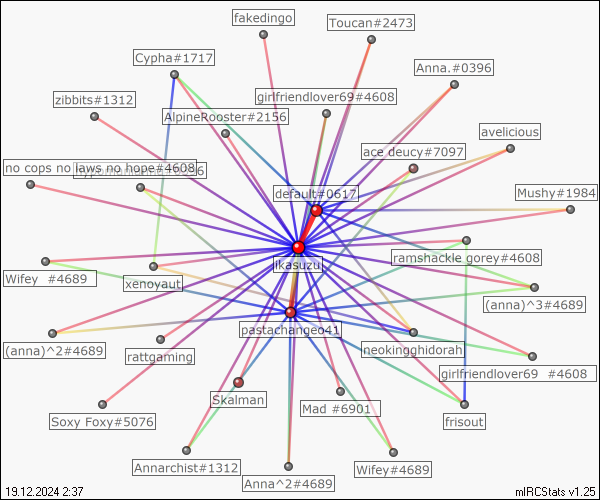 fakedingo
Toucan#2473
Cypha#1717
Anna.#0396
zibbits#1312
girlfriendlover69#4608
AlpineRooster#2156
avelicious
ace deucy#7097
no cops no laws no hope#4608
default#0617
Mushy#1984
ramshackle gorey#4608
ikasuzu
Wifey #4689
xenoyaut
(anna)^3#4689
pastachangeo41
(anna)^2#4689
rattgaming
neokingghidorah
girlfriendlover69 #4608
Skalman
Mad #6901
Soxy Foxy#5076
frisout
Annarchist#1312
Wifey#4689
Anna^2#4689
19.12.2024 2:37
mIRCStats v1.25